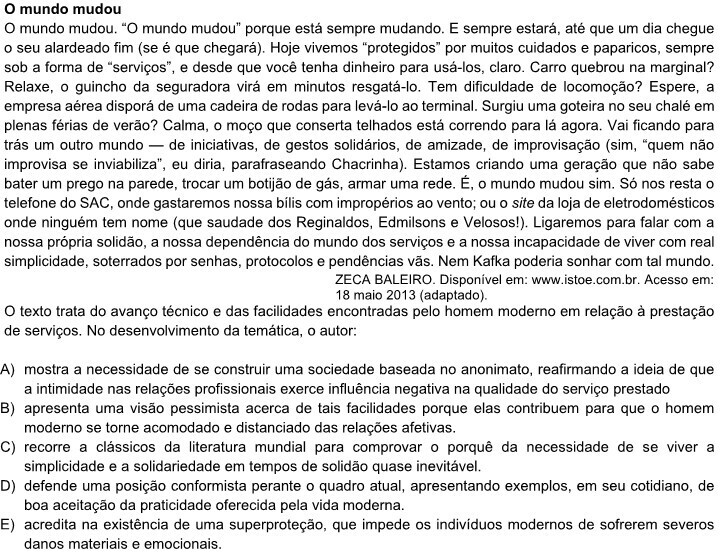 O mundo mudou
O mundo mudou. “O mundo mudou” porque está sempre mudando. E sempre estará, até que um dia chegue
o seu alardeado fim (se é que chegará). Hoje vivemos “protegidos” por muitos cuidados e paparicos, sempre
sob a forma de “serviços”, e desde que você tenha dinheiro para usá-los, claro. Carro quebrou na marginal?
Relaxe, o guincho da seguradora virá em minutos resgatá-lo. Tem dificuldade de locomoção? Espere, a
empresa aérea disporá de uma cadeira de rodas para levá-lo ao terminal. Surgiu uma goteira no seu chalé em
plenas férias de verão? Calma, o moço que conserta telhados está correndo para lá agora. Vai ficando para
trás um outro mundo — de iniciativas, de gestos solidários, de amizade, de improvisação (sim, “quem não
improvisa se inviabiliza”, eu diria, parafraseando Chacrinha). Estamos criando uma geração que não sabe
bater um prego na parede, trocar um botijão de gás, armar uma rede. É, o mundo mudou sim. Só nos resta o
telefone do SAC, onde gastaremos nossa bílis com impropérios ao vento; ou o site da loja de eletrodomésticos
onde ninguém tem nome (que saudade dos Reginaldos, Edmilsons e Velosos!). Ligaremos para falar com a
nossa própria solidão, a nossa dependência do mundo dos serviços e a nossa incapacidade de viver com real
simplicidade, soterrados por senhas, protocolos e pendências vãs. Nem Kafka poderia sonhar com tal mundo.
ZECA BALEIRO. Disponível em: www.istoe.com.br. Acesso em:
18 maio 2013 (adaptado).
O texto trata do avanço técnico e das facilidades encontradas pelo homem moderno em relação à prestação
de serviços. No desenvolvimento da temática, o autor:
A) mostra a necessidade de se construir uma sociedade baseada no anonimato, reafirmando a ideia de que
a intimidade nas relações profissionais exerce influência negativa na qualidade do serviço prestado
B) apresenta uma visão pessimista acerca de tais facilidades porque elas contribuem para que o homem
moderno se torne acomodado e distanciado das relações afetivas.
C) recorre a clássicos da literatura mundial para comprovar o porquê da necessidade de se viver a
simplicidade e a solidariedade em tempos de solidão quase inevitável.
D) defende uma posição conformista perante o quadro atual, apresentando exemplos, em seu cotidiano, de
boa aceitação da praticidade oferecida pela vida moderna.
E) acredita na existência de uma superproteção, que impede os indivíduos modernos de sofrerem severos
danos materiais e emocionais.